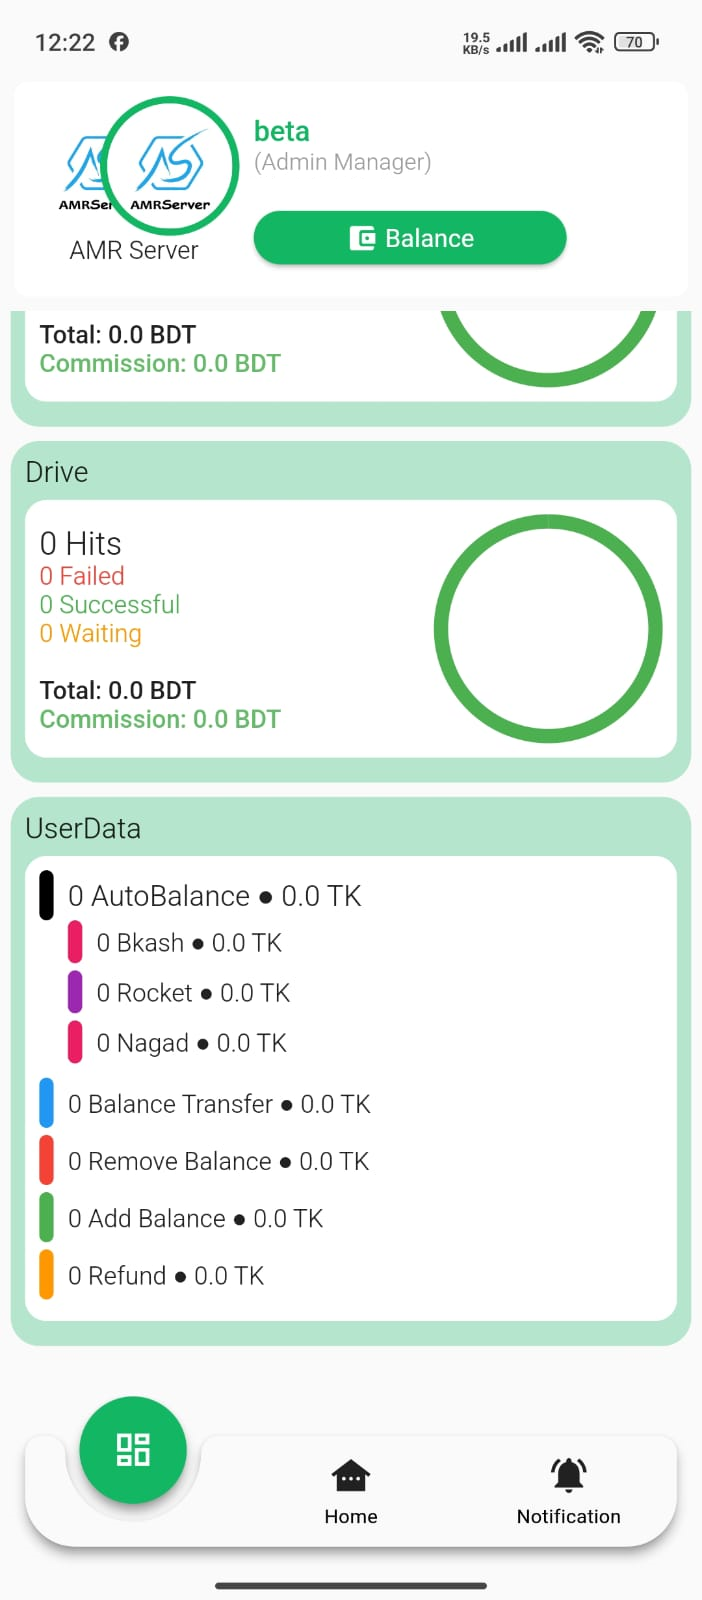 12:22
19.5 KB/s
70
AMRSer
AMRServer
AMR Server
beta
(Admin Manager)
Balance
Total: 0.0 BDT
Commission: 0.0 BDT
Drive
0 Hits
0 Failed
0 Successful
0 Waiting
Total: 0.0 BDT
Commission: 0.0 BDT
UserData
0 AutoBalance ● 0.0 TK
0 Bkash ● 0.0 TK
0 Rocket ● 0.0 TK
0 Nagad ● 0.0 TK
0 Balance Transfer ● 0.0 TK
0 Remove Balance ● 0.0 TK
0 Add Balance ● 0.0 TK
0 Refund ● 0.0 TK
Home
Notification